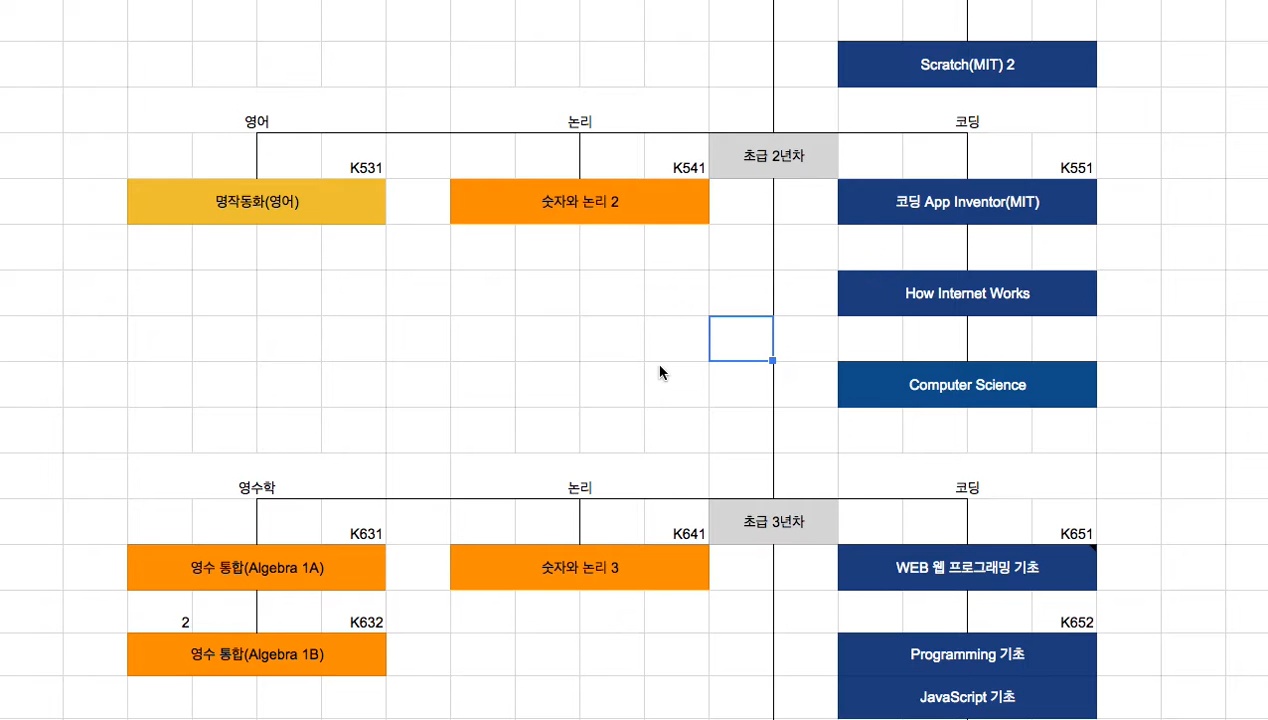 Scratch(MIT) 2
영어
논리
코딩
초급 2년차
K531
K541
K551
명작동화(영어)
숫자와 논리 2
코딩 App Inventor(MIT)
How Internet Works
Computer Science
영수학
논리
코딩
초급 3년차
K631
K641
K651
영수 통합(Algebra 1A)
숫자와 논리 3
WEB 웹 프로그래밍 기초
2
K632
K652
영수 통합(Algebra 1B)
Programming 기초
JavaScript 기초